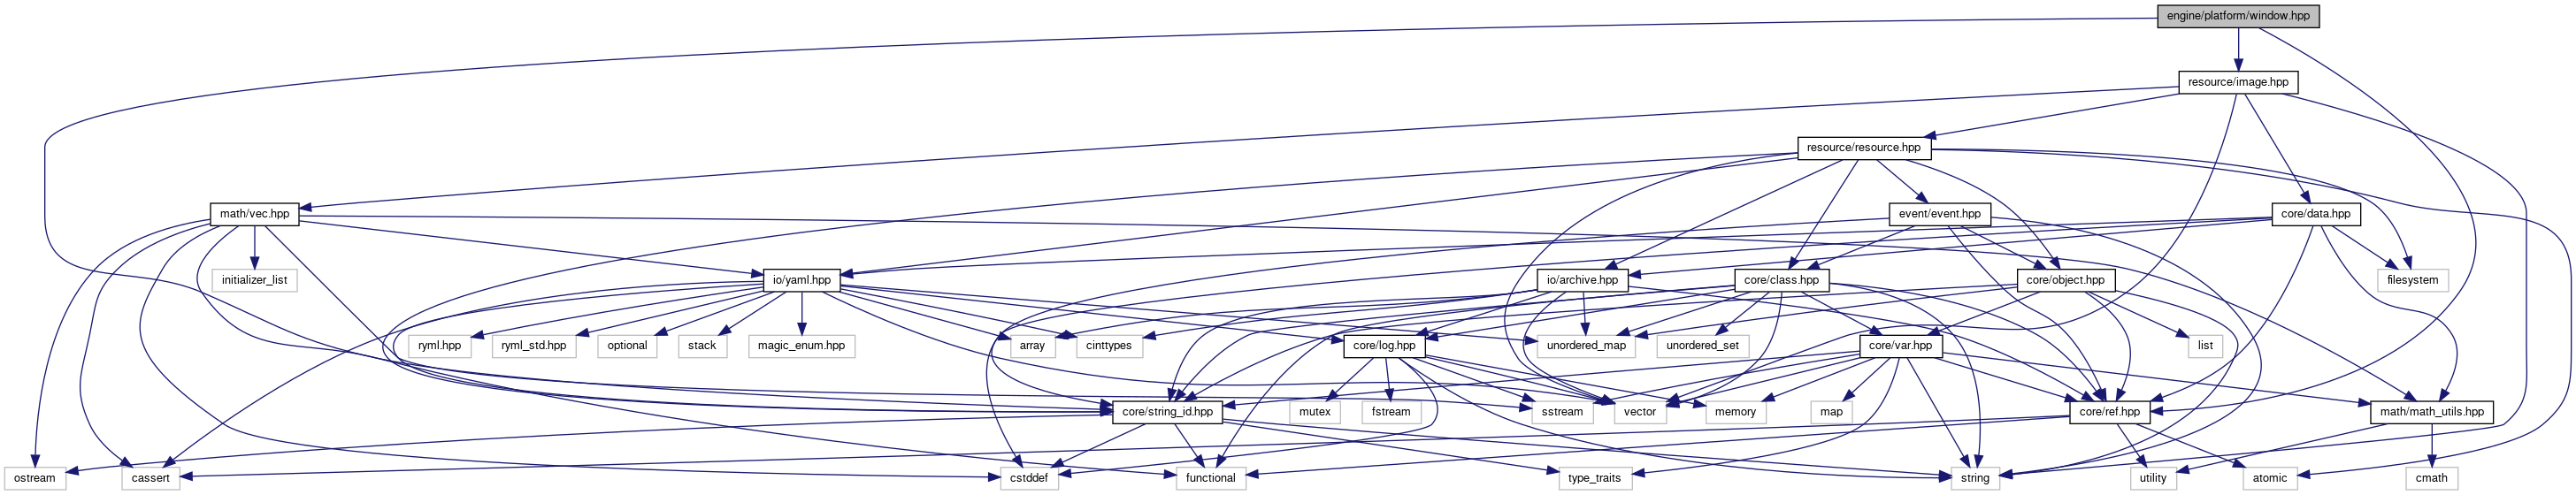 engine/platform/window.hpp
resource/image.hpp
resource/resource.hpp
math/vec.hpp
event/event.hpp
core/data.hpp
initializer_list
io/yaml.hpp
io/archive.hpp
core/class.hpp
core/object.hpp
filesystem
ryml.hpp
ryml_std.hpp
optional
stack
magic_enum.hpp
array
cinttypes
core/log.hpp
unordered_map
unordered_set
core/var.hpp
list
core/string_id.hpp
mutex
fstream
sstream
vector
memory
map
core/ref.hpp
math/math_utils.hpp
ostream
cassert
cstddef
functional
type_traits
string
utility
atomic
cmath